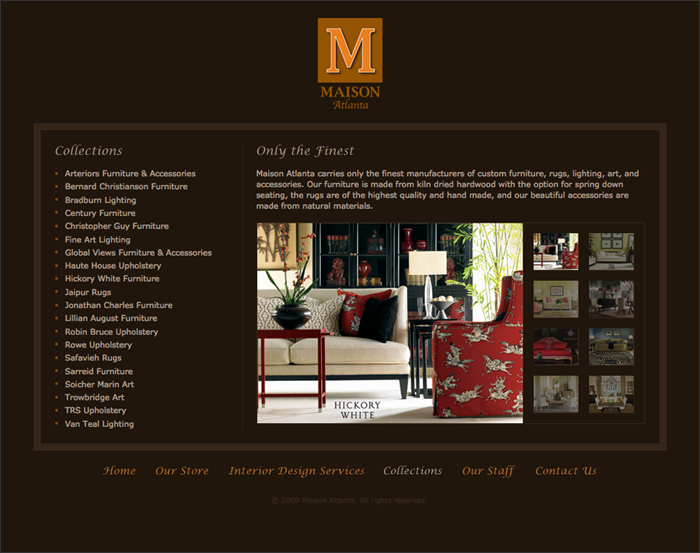 M
MAISON
Atlanta
Collections
Arteriors Furniture & Accessories
Bernard Christianson Furniture
Bradburn Lighting
Century Furniture
Christopher Guy Furniture
Fine Art Lighting
Global Views Furniture & Accessories
Haute House Upholstery
Hickory White Furniture
Jaipur Rugs
Jonathan Charles Furniture
Lillian August Furniture
Robin Bruce Upholstery
Rowe Upholstery
Safavieh Rugs
Sarreid Furniture
Soicher Marin Art
Trowbridge Art
TRS Upholstery
Van Teal Lighting
Only the Finest
Maison Atlanta carries only the finest manufacturers of custom furniture, rugs, lighting, art, and
accessories. Our furniture is made from kiln dried hardwood with the option for spring down
seating, the rugs are of the highest quality and hand made, and our beautiful accessories are
made from natural materials.
HICKORY
WHITE
Home Our Store Interior Design Services Collections Our Staff Contact Us
© 2009 Maison Atlanta. All rights reserved.